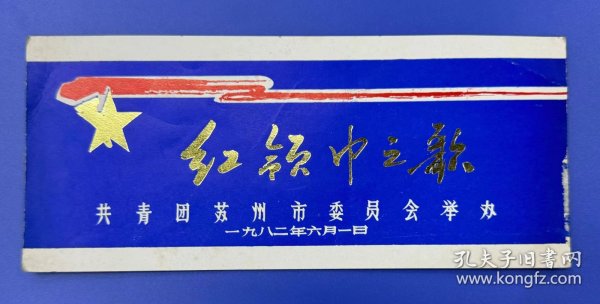 红领巾之歌
共青团苏州市委员会举办
一九八二年六月一日
孔夫子旧书网
www.kongfz.com